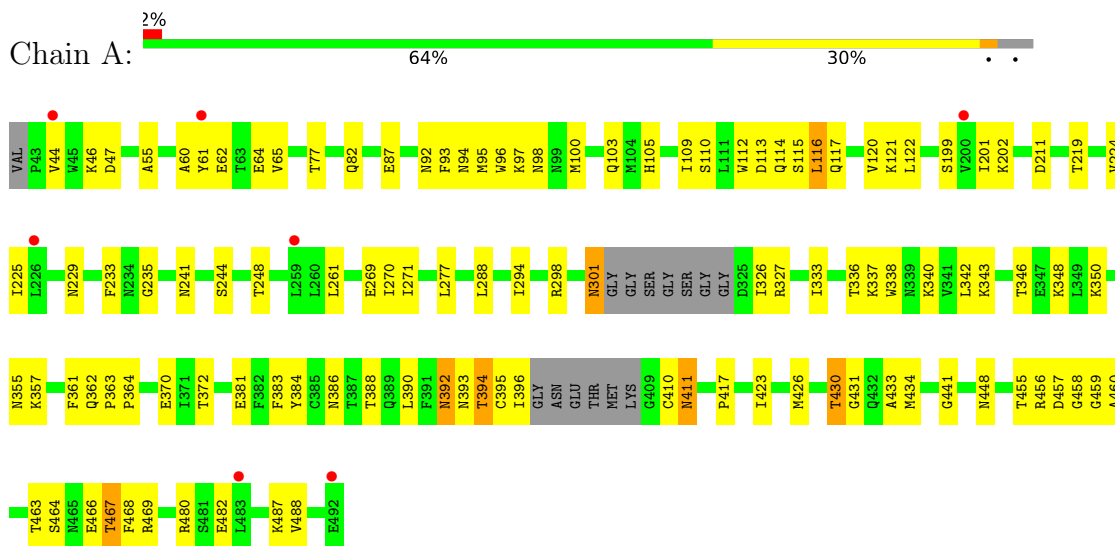 2%
Chain A:
64% 30% • •
VAL P43 V44 W45 K46 D47 A55 A60 Y61 E62 T63 E64 V65 T77 Q82 E87 N92 F93 N94 M95 W96 K97 N98 N99 M100 Q103 M104 H105 I109 S110 L111 W112 D113 Q114 S115 L116 Q117 V120 K121 L122 S199 V200 I201 K202 D211 T219
I225 L226 N229 F233 N234 G235 N241 S244 T248 L259 L260 L261 E269 I270 I271 L277 L288 I294 R298 N301 GLY GLY SER GLY SER GLY GLY D325 I326 R327 I333 T336 K337 W338 N339 K340 V341 L342 K343 T346 E347 K348 L349 K350
N355 K357 F361 Q362 P363 P364 E370 I371 T372 E381 F382 F383 Y384 C385 N386 T387 T388 Q389 L390 F391 N392 N393 T394 C395 I396 GLY ASN GLU THR MET LYS G409 C410 N411 P417 I423 M426 T430 G431 Q432 A433 M434 G441 N448 T455 R456 D457 G458 G459 A460
T463 S464 N465 E466 T467 F468 R469 R480 S481 E482 L483 K487 V488 E492